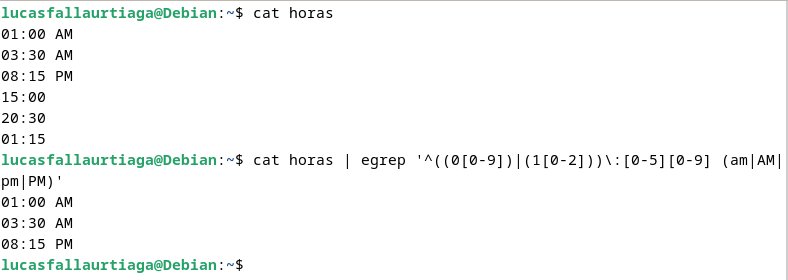 lucasfallaurtiaga@Debian:~$ cat horas
01:00 AM
03:30 AM
08:15 PM
15:00
20:30
01:15
lucasfallaurtiaga@Debian:~$ cat horas | egrep '^((0[0-9])|(1[0-2]))\:[0-5][0-9] (am|AM|
pm|PM)'
01:00 AM
03:30 AM
08:15 PM
lucasfallaurtiaga@Debian:~$